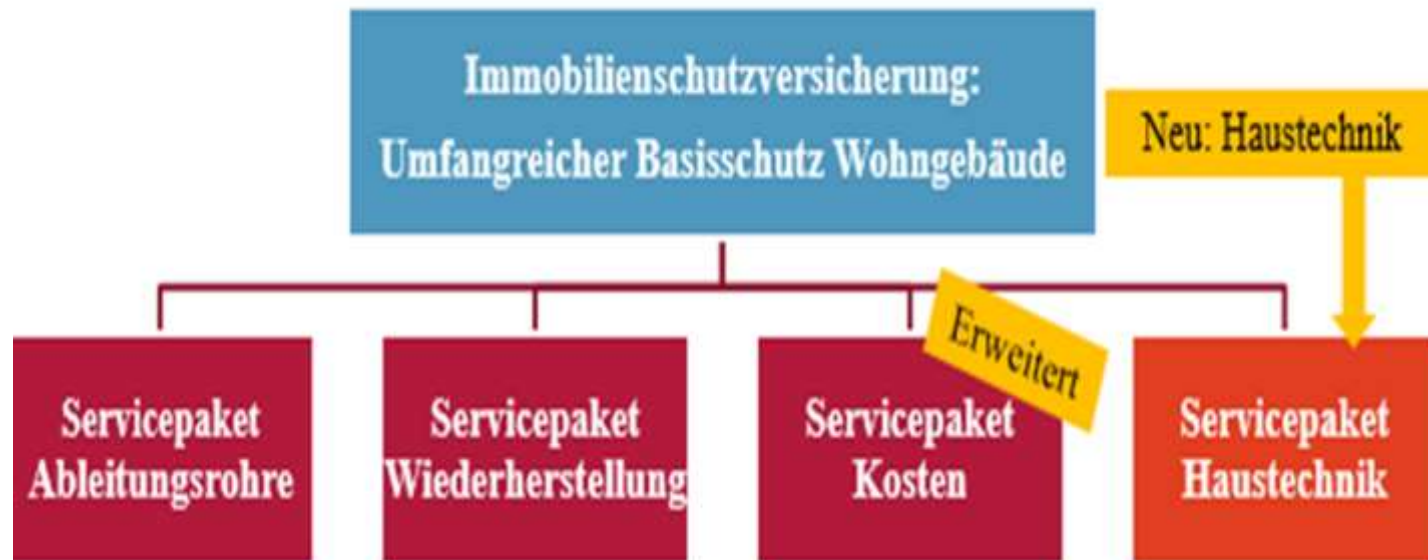 Immobilienschutzversicherung:
Umfangreicher Basisschutz Wohngebäude
Neu: Haustechnik
Erweitert
Servicepaket
Ableitungsrohre
Servicepaket
Wiederherstellung
Servicepaket
Kosten
Servicepaket
Haustechnik